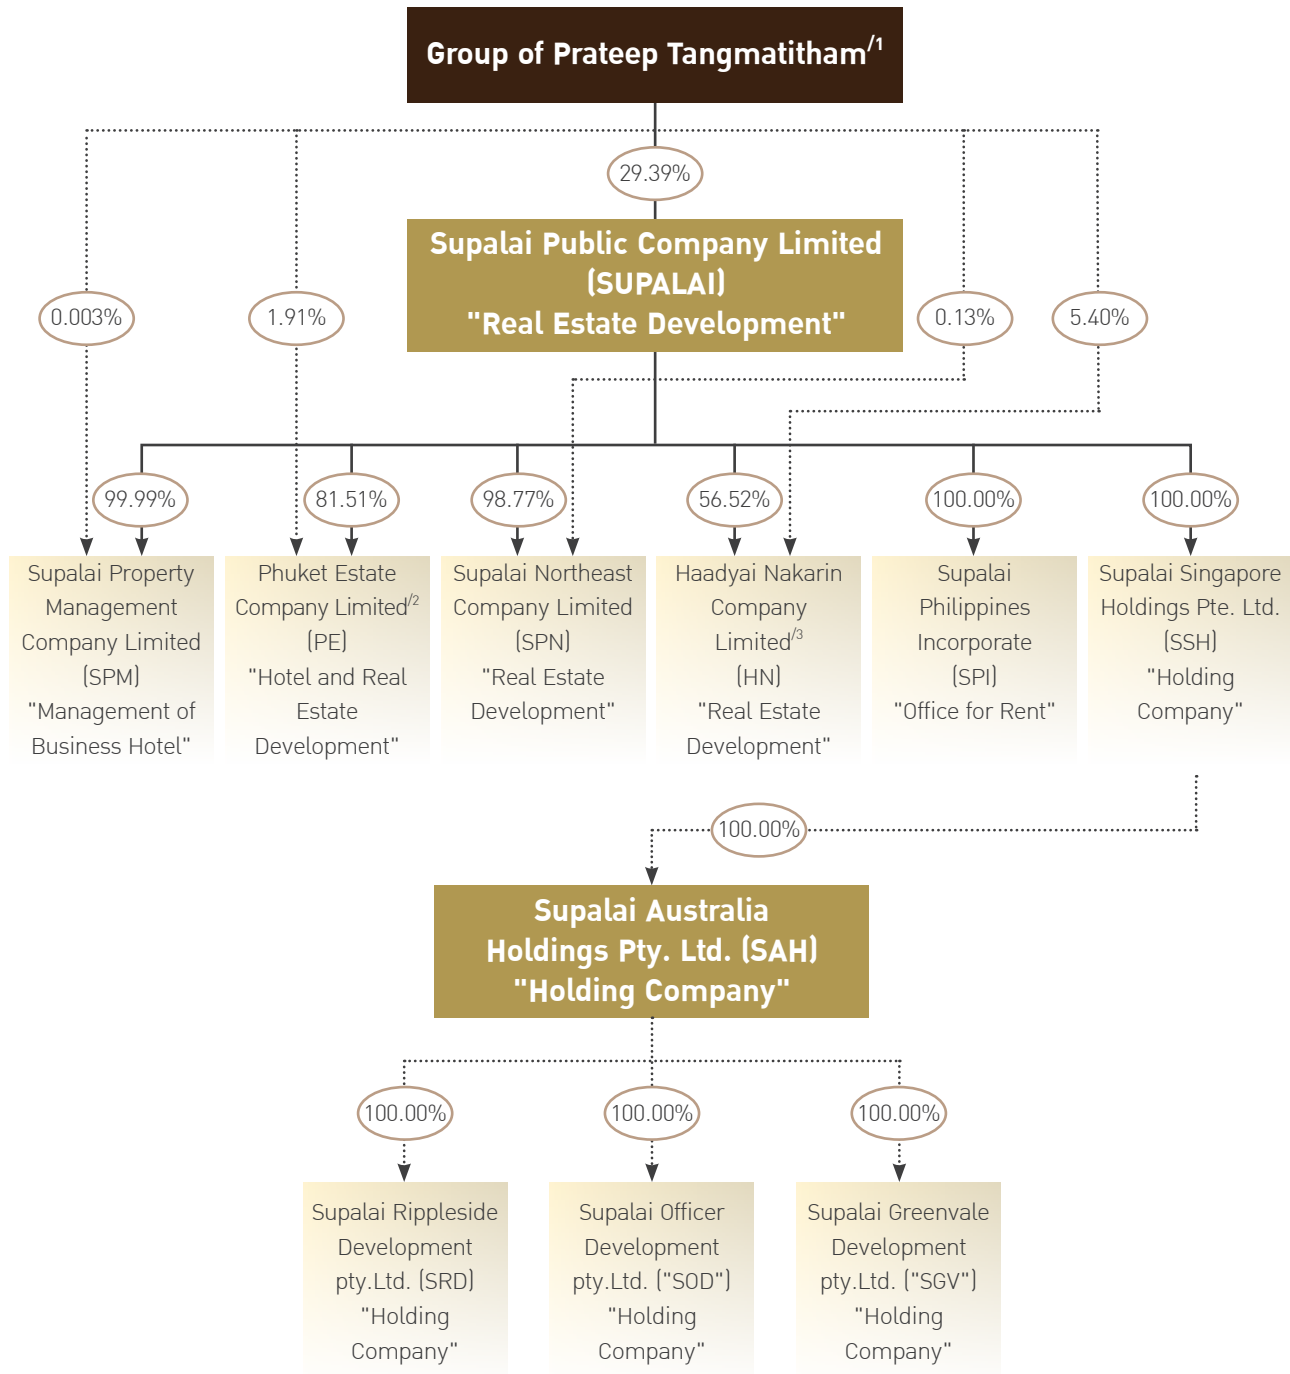 Group of Prateep Tangmatitham/1
29.39%
Supalai Public Company Limited
(SUPALAI)
"Real Estate Development"
0.003%
1.91%
0.13%
5.40%
99.99%
81.51%
98.77%
56.52%
100.00%
100.00%
Supalai Property
Management
Company Limited
(SPM)
"Management of
Business Hotel"
Phuket Estate
Company Limited/2
(PE)
"Hotel and Real
Estate
Development"
Supalai Northeast
Company Limited
(SPN)
"Real Estate
Development"
Haadyai Nakarin
Company
Limited/3
(HN)
"Real Estate
Development"
Supalai
Philippines
Incorporate
(SPI)
"Office for Rent"
Supalai Singapore
Holdings Pte. Ltd.
(SSH)
"Holding
Company"
100.00%
Supalai Australia
Holdings Pty. Ltd. (SAH)
"Holding Company"
100.00%
100.00%
100.00%
Supalai Rippleside
Development
pty.Ltd. (SRD)
"Holding
Company"
Supalai Officer
Development
pty.Ltd. ("SOD")
"Holding
Company"
Supalai Greenvale
Development
pty.Ltd. ("SGV")
"Holding
Company"